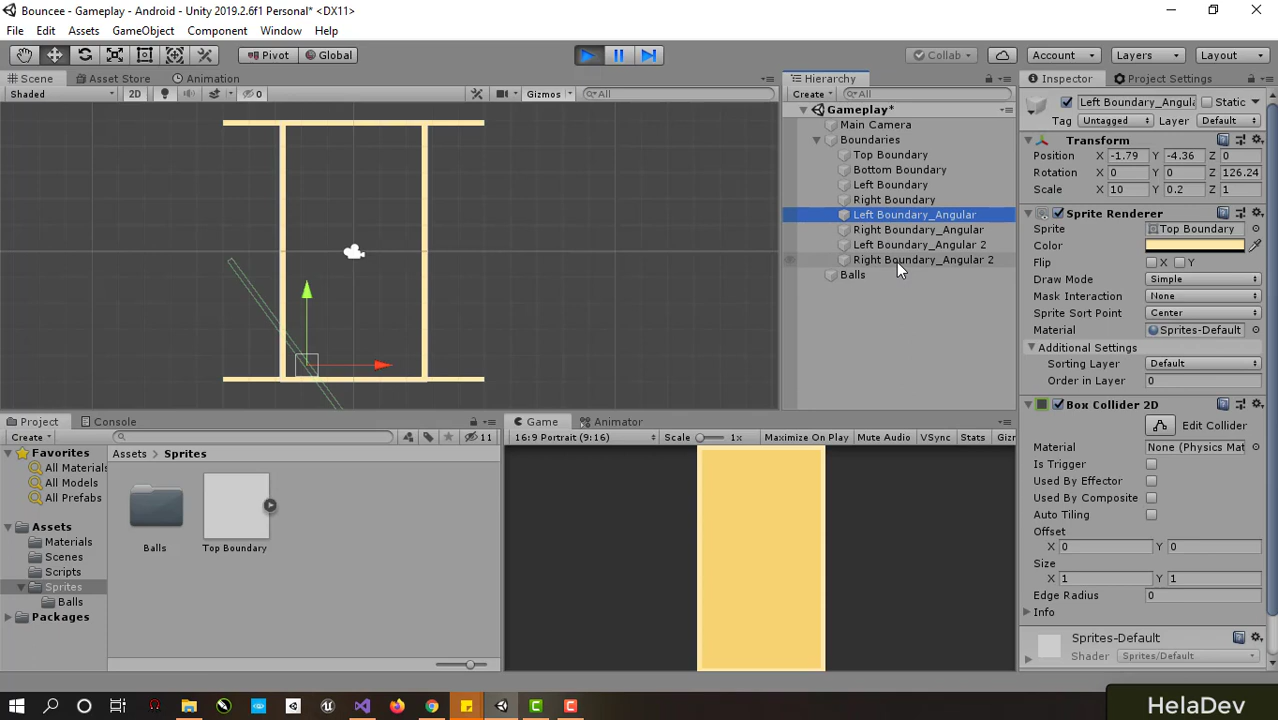 Bouncee - Gameplay - Android - Unity 2019.2.6f1 Personal* <DX11>
File Edit Assets GameObject Component Window Help
Pivot Global Collab Account Layers Layout
Scene Asset Store Animation
Shaded 2D 0 Gizmos All
Hierarchy
Create All
Gameplay*
Main Camera
Boundaries
Top Boundary
Bottom Boundary
Left Boundary
Right Boundary
Left Boundary_Angular
Right Boundary_Angular
Left Boundary_Angular 2
Right Boundary_Angular 2
Balls
Inspector Project Settings
Left Boundary_Angula Static
Tag Untagged Layer Default
Transform
Position X -1.79 Y -4.36 Z 0
Rotation X 0 Y 0 Z 126.24
Scale X 10 Y 0.2 Z 1
Sprite Renderer
Sprite Top Boundary
Color
Flip X Y
Draw Mode Simple
Mask Interaction None
Sprite Sort Point Center
Material Sprites-Default
Additional Settings
Sorting Layer Default
Order in Layer 0
Box Collider 2D
Edit Collider
Material None (Physics Mat
Is Trigger
Used By Effector
Used By Composite
Auto Tiling
Offset
X 0 Y 0
Size
X 1 Y 1
Edge Radius 0
Info
Sprites-Default
Shader Sprites/Default
Project Console
Create 11
Favorites
All Materials
All Models
All Prefabs
Assets
Materials
Scenes
Scripts
Sprites
Balls
Packages
Assets Sprites
Balls Top Boundary
Game Animator
16:9 Portrait (9:16) Scale 1x Maximize On Play Mute Audio VSync Stats Giz
HelaDev